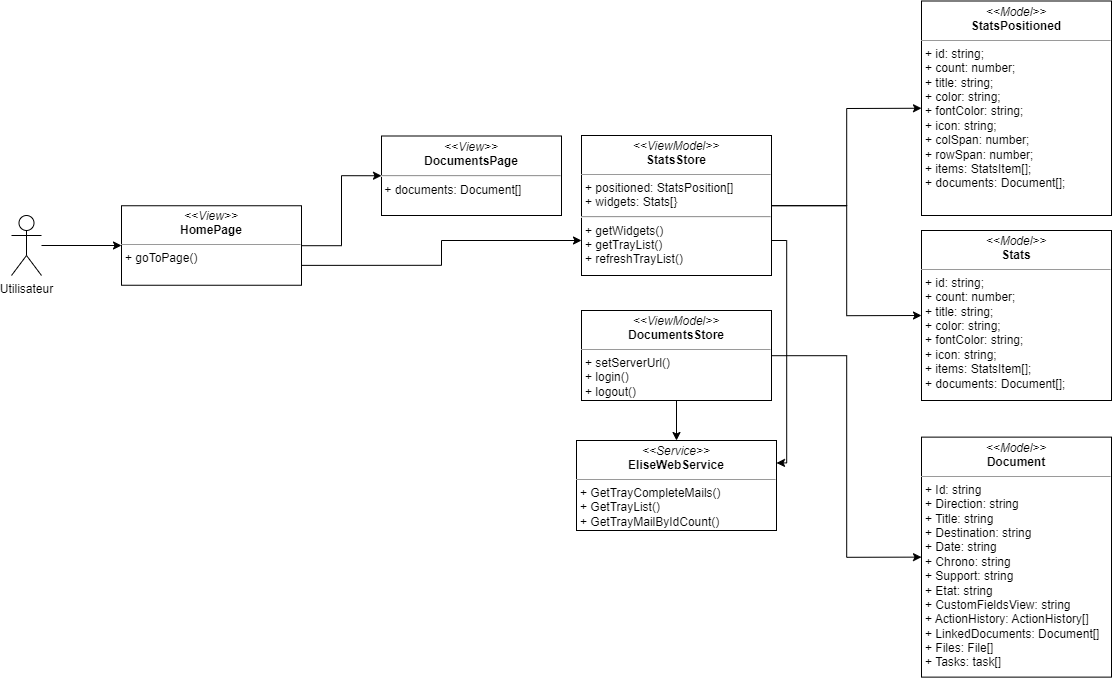 Utilisateur
<<View>>
HomePage
+ goToPage()
<<View>>
DocumentsPage
+ documents: Document[]
<<ViewModel>>
StatsStore
+ positioned: StatsPosition[]
+ widgets: Stats[}
+ getWidgets()
+ getTrayList()
+ refreshTrayList()
<<ViewModel>>
DocumentsStore
+ setServerUrl()
+ login()
+ logout()
<<Service>>
EliseWebService
+ GetTrayCompleteMails()
+ GetTrayList()
+ GetTrayMailByIdCount()
<<Model>>
StatsPositioned
+ id: string;
+ count: number;
+ title: string;
+ color: string;
+ fontColor: string;
+ icon: string;
+ colSpan: number;
+ rowSpan: number;
+ items: StatsItem[];
+ documents: Document[];
<<Model>>
Stats
+ id: string;
+ count: number;
+ title: string;
+ color: string;
+ fontColor: string;
+ icon: string;
+ items: StatsItem[];
+ documents: Document[];
<<Model>>
Document
+ Id: string
+ Direction: string
+ Title: string
+ Destination: string
+ Date: string
+ Chrono: string
+ Support: string
+ Etat: string
+ CustomFieldsView: string
+ ActionHistory: ActionHistory[]
+ LinkedDocuments: Document[]
+ Files: File[]
+ Tasks: task[]